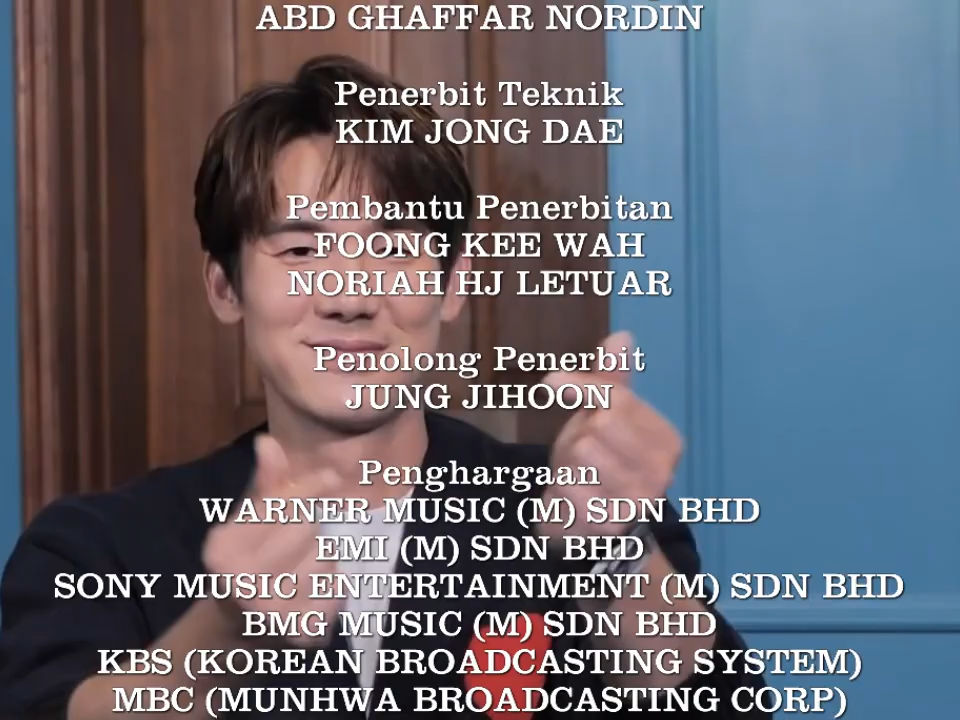 ABD GHAFFAR NORDIN
Penerbit Teknik
KIM JONG DAE
Pembantu Penerbitan
FOONG KEE WAH
NORIAH HJ LETUAR
Penolong Penerbit
JUNG JIHOON
Penghargaan
WARNER MUSIC (M) SDN BHD
EMI (M) SDN BHD
SONY MUSIC ENTERTAINMENT (M) SDN BHD
BMG MUSIC (M) SDN BHD
KBS (KOREAN BROADCASTING SYSTEM)
MBC (MUNHWA BROADCASTING CORP)